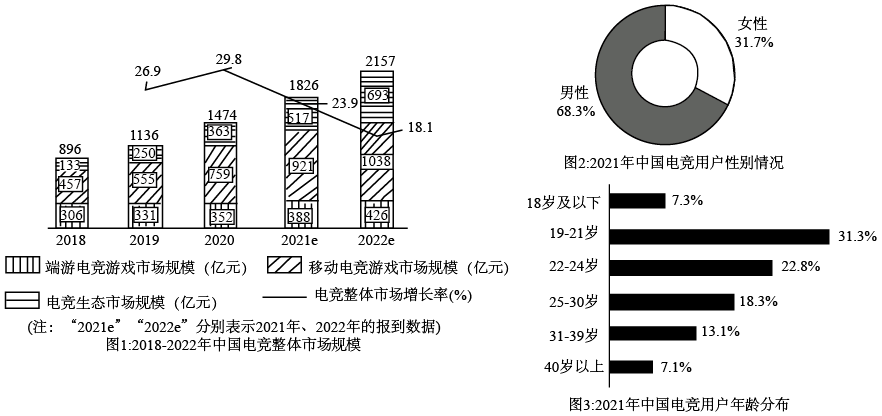 26.9
29.8
23.9
18.1
896
1136
1474
1826
2157
133
250
363
517
693
457
555
759
921
1038
306
331
352
388
426
2018
2019
2020
2021e
2022e
端游电竞游戏市场规模（亿元）
移动电竞游戏市场规模（亿元）
电竞生态市场规模（亿元）
电竞整体市场增长率(%)
(注：“2021e”“2022e”分别表示2021年、2022年的报到数据)
图1:2018-2022年中国电竞整体市场规模
女性
31.7%
男性
68.3%
图2:2021年中国电竞用户性别情况
18岁及以下 7.3%
19-21岁 31.3%
22-24岁 22.8%
25-30岁 18.3%
31-39岁 13.1%
40岁以上 7.1%
图3:2021年中国电竞用户年龄分布